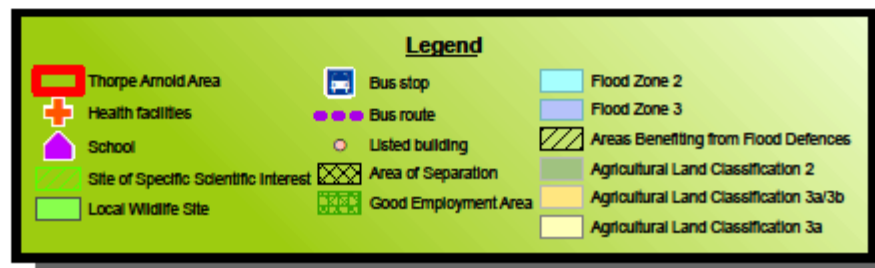 Legend
Thorpe Arnold Area
Health facilities
School
Site of Specific Scientific Interest
Local Wildlife Site
Bus stop
Bus route
Listed building
Area of Separation
Good Employment Area
Flood Zone 2
Flood Zone 3
Areas Benefiting from Flood Defences
Agricultural Land Classification 2
Agricultural Land Classification 3a/3b
Agricultural Land Classification 3a